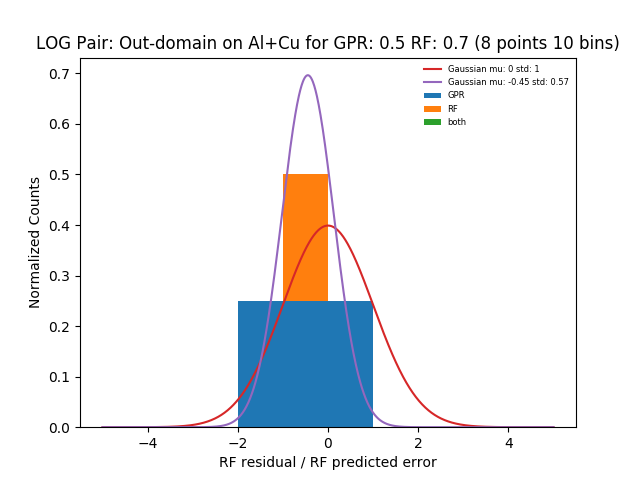 LOG Pair: Out-domain on Al+Cu for GPR: 0.5 RF: 0.7 (8 points 10 bins)
Gaussian mu: 0 std: 1
Gaussian mu: -0.45 std: 0.57
GPR
RF
both
0.7
0.6
0.5
0.4
0.3
0.2
0.1
0.0
Normalized Counts
−4 −2 0 2 4
RF residual / RF predicted error